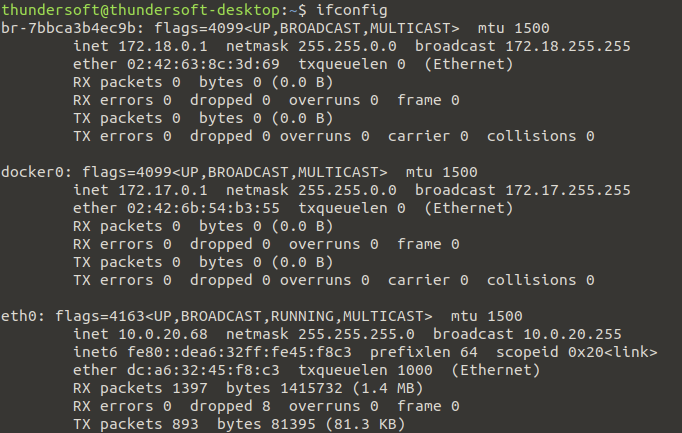 thundersoft@thundersoft-desktop:~$ ifconfig
br-7bbca3b4ec9b: flags=4099<UP,BROADCAST,MULTICAST>  mtu 1500
        inet 172.18.0.1  netmask 255.255.0.0  broadcast 172.18.255.255
        ether 02:42:63:8c:3d:69  txqueuelen 0  (Ethernet)
        RX packets 0  bytes 0 (0.0 B)
        RX errors 0  dropped 0  overruns 0  frame 0
        TX packets 0  bytes 0 (0.0 B)
        TX errors 0  dropped 0 overruns 0  carrier 0  collisions 0

docker0: flags=4099<UP,BROADCAST,MULTICAST>  mtu 1500
        inet 172.17.0.1  netmask 255.255.0.0  broadcast 172.17.255.255
        ether 02:42:6b:54:b3:55  txqueuelen 0  (Ethernet)
        RX packets 0  bytes 0 (0.0 B)
        RX errors 0  dropped 0  overruns 0  frame 0
        TX packets 0  bytes 0 (0.0 B)
        TX errors 0  dropped 0 overruns 0  carrier 0  collisions 0

eth0: flags=4163<UP,BROADCAST,RUNNING,MULTICAST>  mtu 1500
        inet 10.0.20.68  netmask 255.255.255.0  broadcast 10.0.20.255
        inet6 fe80::dea6:32ff:fe45:f8c3  prefixlen 64  scopeid 0x20<link>
        ether dc:a6:32:45:f8:c3  txqueuelen 1000  (Ethernet)
        RX packets 1397  bytes 1415732 (1.4 MB)
        RX errors 0  dropped 8  overruns 0  frame 0
        TX packets 893  bytes 81395 (81.3 KB)